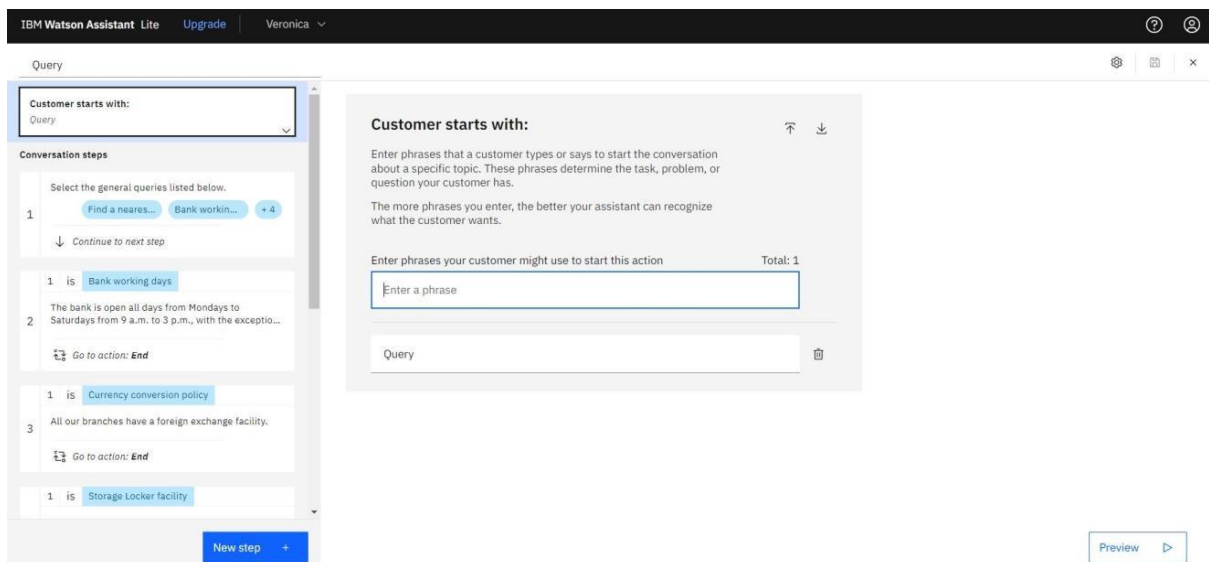 IBM Watson Assistant Lite Upgrade Veronica
Query
Customer starts with:
Query
Conversation steps
1
Select the general queries listed below.
Find a neares... Bank workin... + 4
Continue to next step
1 is Bank working days
2
The bank is open all days from Mondays to
Saturdays from 9 a.m. to 3 p.m., with the exceptio...
Go to action: End
1 is Currency conversion policy
3
All our branches have a foreign exchange facility.
Go to action: End
1 is Storage Locker facility
New step +
Customer starts with:
Enter phrases that a customer types or says to start the conversation
about a specific topic. These phrases determine the task, problem, or
question your customer has.
The more phrases you enter, the better your assistant can recognize
what the customer wants.
Enter phrases your customer might use to start this action Total: 1
Enter a phrase
Query
Preview